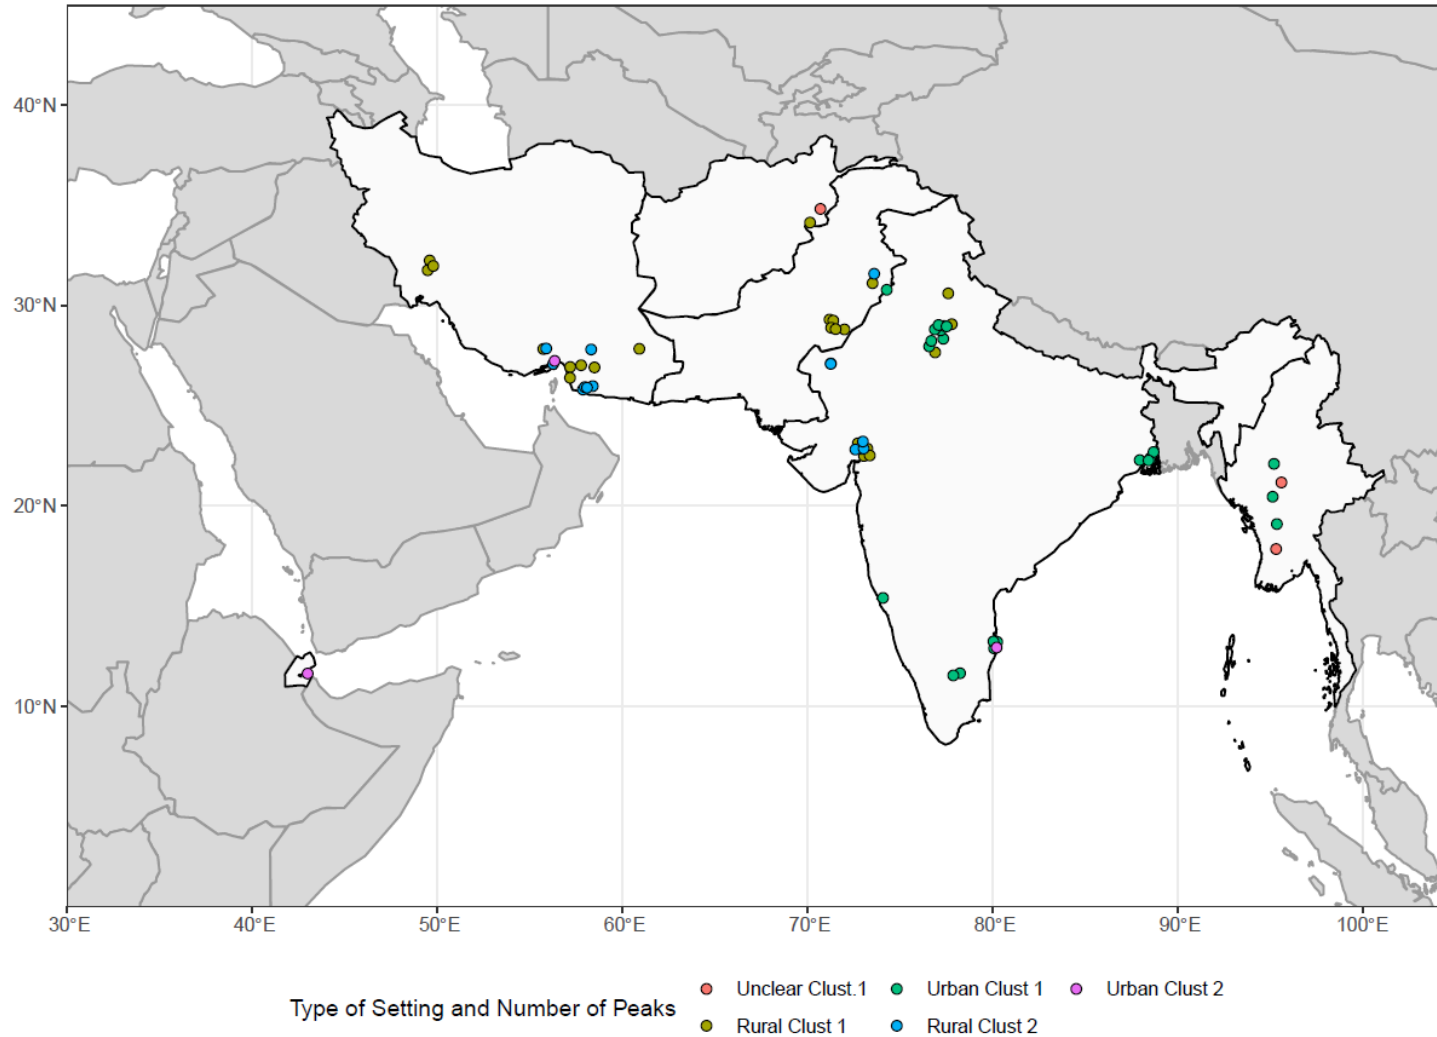 40°N
30°N
20°N
10°N
30°E 40°E 50°E 60°E 70°E 80°E 90°E 100°E
Type of Setting and Number of Peaks
Unclear Clust.1 Urban Clust 1 Urban Clust 2
Rural Clust 1 Rural Clust 2